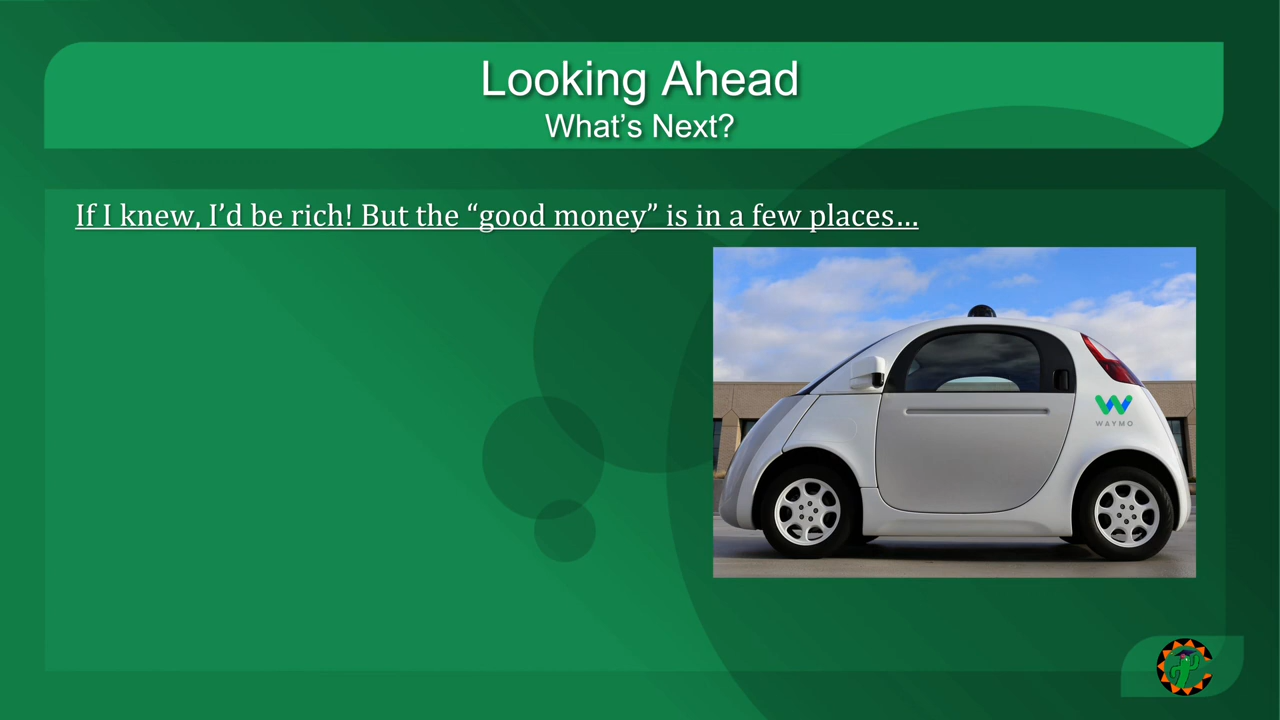 Looking Ahead
What’s Next?
If I knew, I’d be rich! But the “good money” is in a few places…
WAYMO